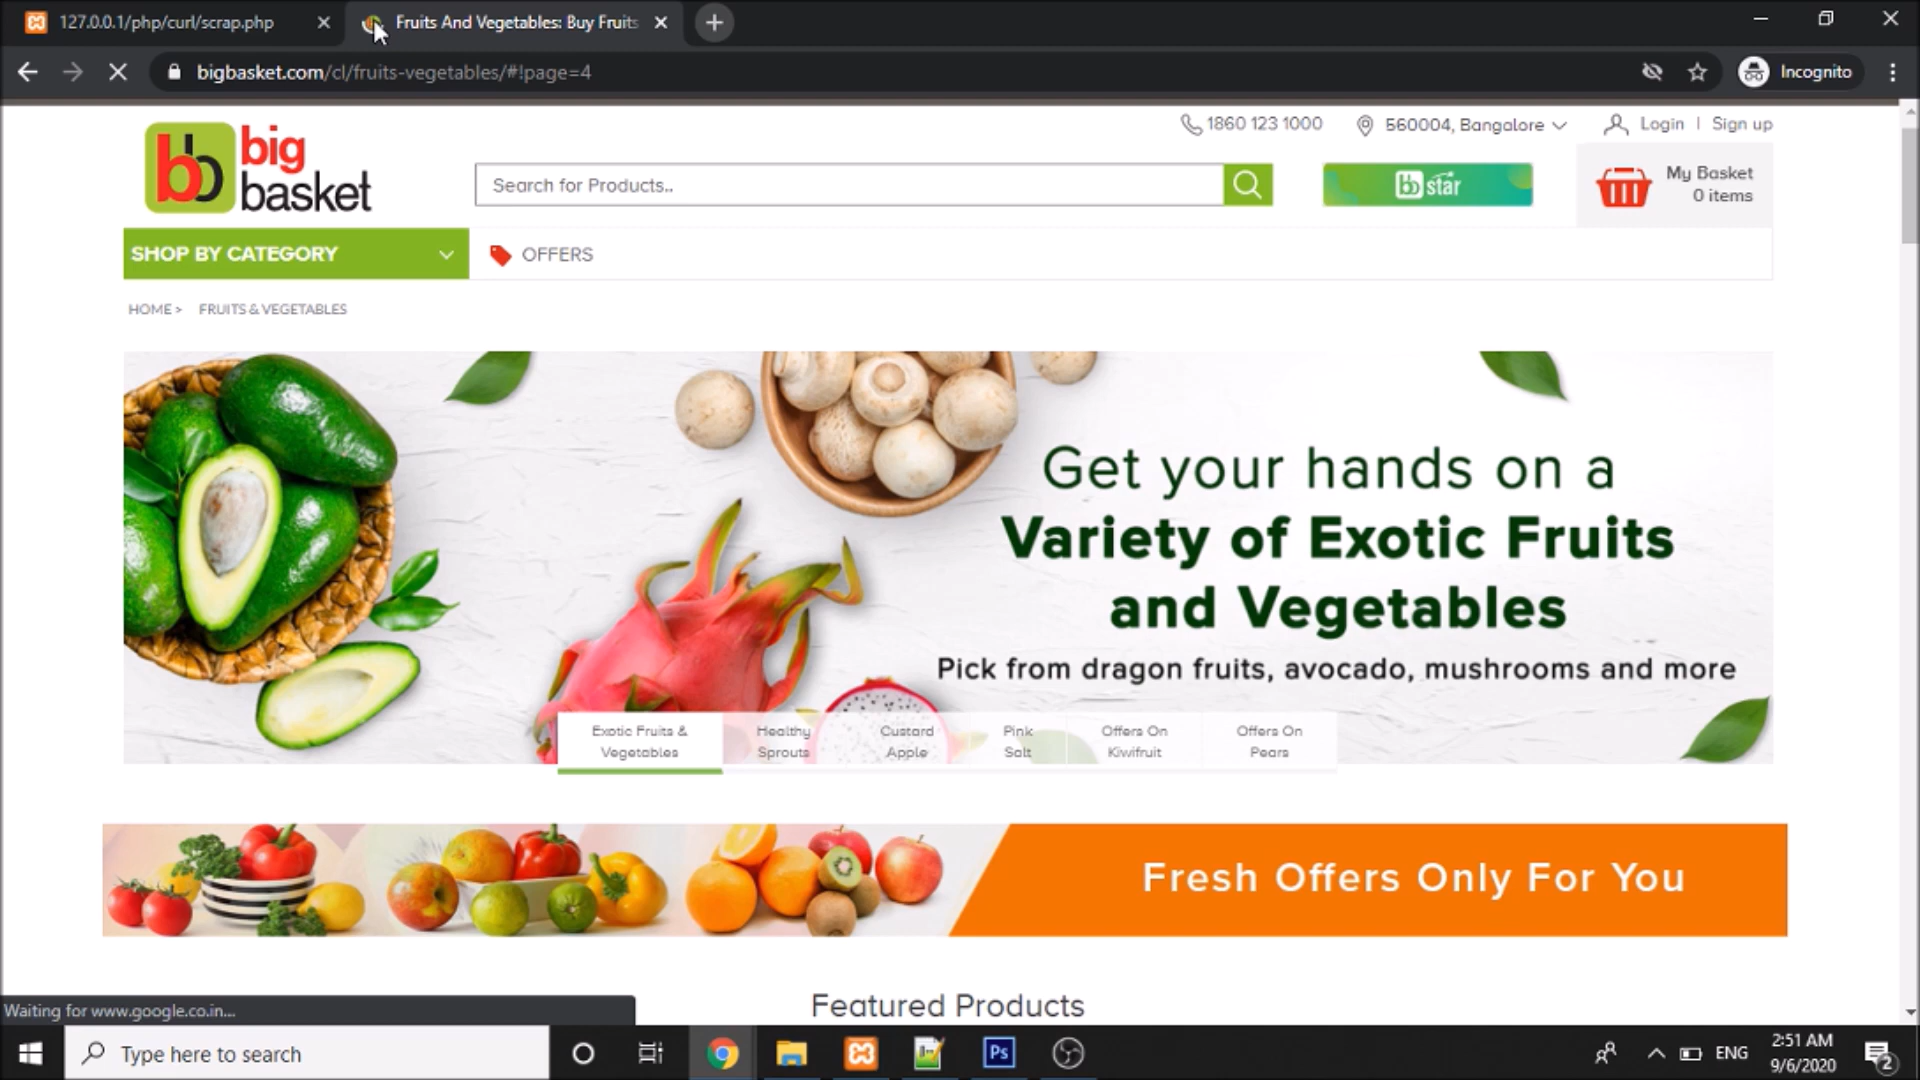 127.0.0.1/php/curl/scrap.php
Fruits And Vegetables: Buy Fruits
bigbasket.com/cl/fruits-vegetables/#!page=4
Incognito
1860 123 1000
560004, Bangalore
Login | Sign up
bb
big
basket
Search for Products..
bb star
My Basket
0 items
SHOP BY CATEGORY
OFFERS
HOME >
FRUITS & VEGETABLES
Get your hands on a
Variety of Exotic Fruits
and Vegetables
Pick from dragon fruits, avocado, mushrooms and more
Exotic Fruits &
Vegetables
Healthy
Sprouts
Custard
Apple
Pink
Salt
Offers On
Kiwifruit
Offers On
Pears
Fresh Offers Only For You
Featured Products
Waiting for www.google.co.in...
Type here to search
Ps
ENG
2:51 AM
9/6/2020
2